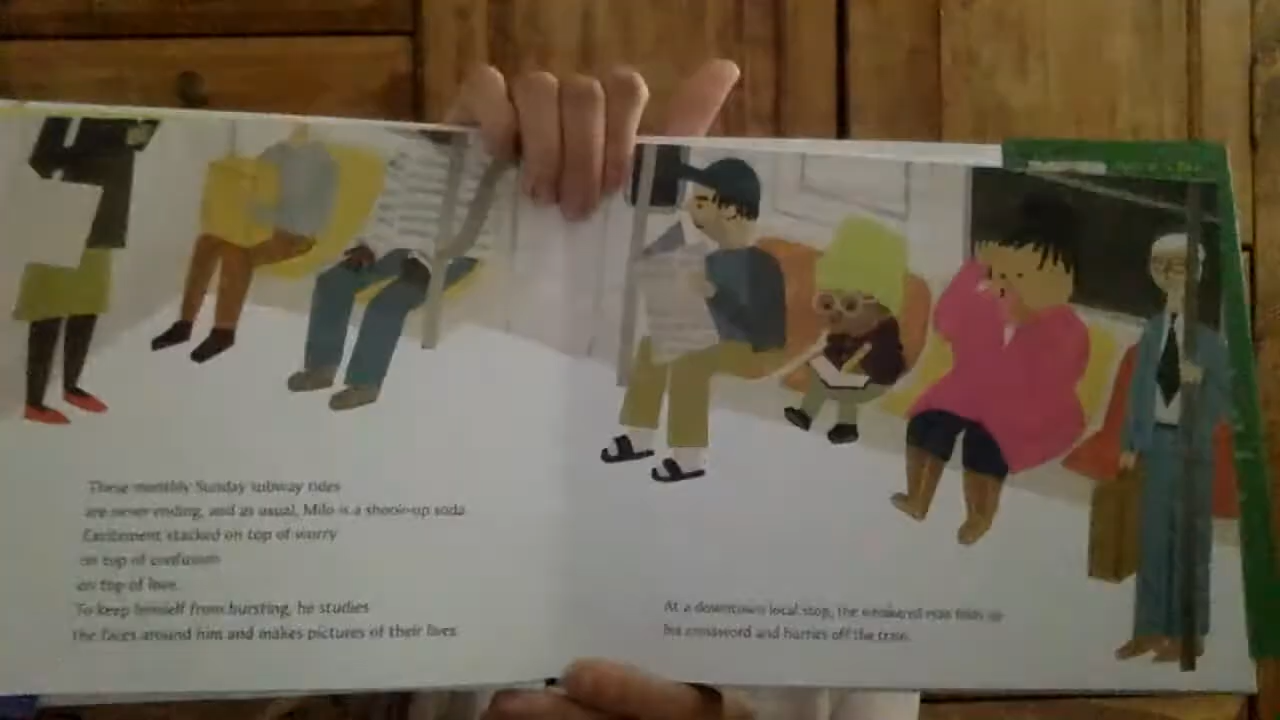 These monthly Sunday subway rides
are never ending, and as usual, Milo is a shook-up soda.
Excitement stacked on top of worry
on top of confusion
on top of love.
To keep himself from bursting, he studies
the faces around him and makes pictures of their lives.
At a downtown local stop, the whiskered man folds up
his crossword and hurries off the train.